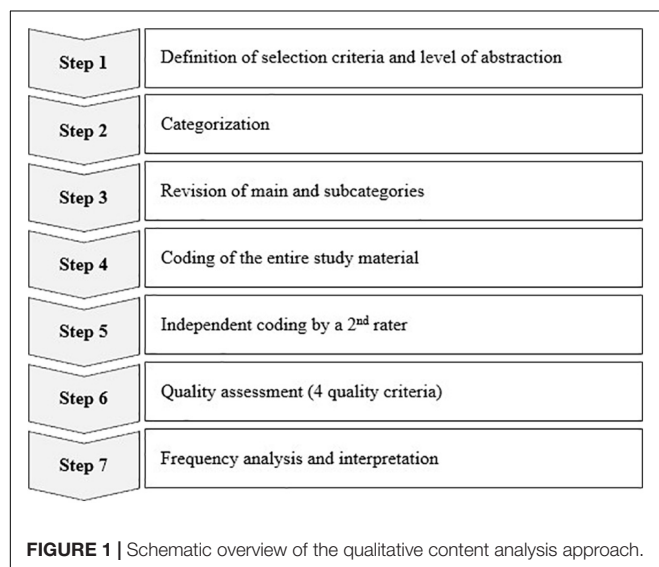 Step 1 Definition of selection criteria and level of abstraction
Step 2 Categorization
Step 3 Revision of main and subcategories
Step 4 Coding of the entire study material
Step 5 Independent coding by a 2nd rater
Step 6 Quality assessment (4 quality criteria)
Step 7 Frequency analysis and interpretation
FIGURE 1 | Schematic overview of the qualitative content analysis approach.